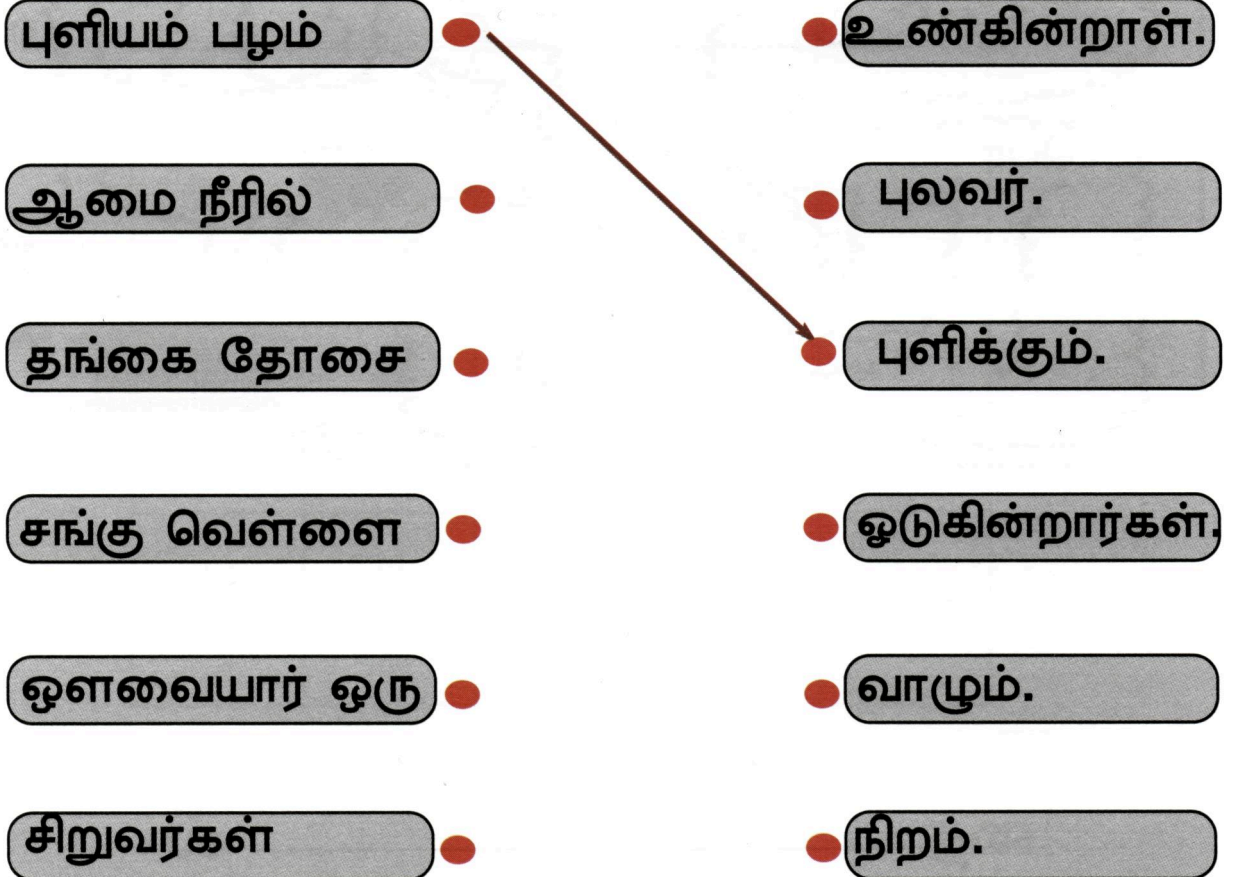 புளியம் பழம்
உண்கின்றாள்.
ஆமை நீரில்
புலவர்.
தங்கை தோசை
புளிக்கும்.
சங்கு வெள்ளை
ஓடுகின்றார்கள்.
ஔவையார் ஒரு
வாழும்.
சிறுவர்கள்
நிறம்.